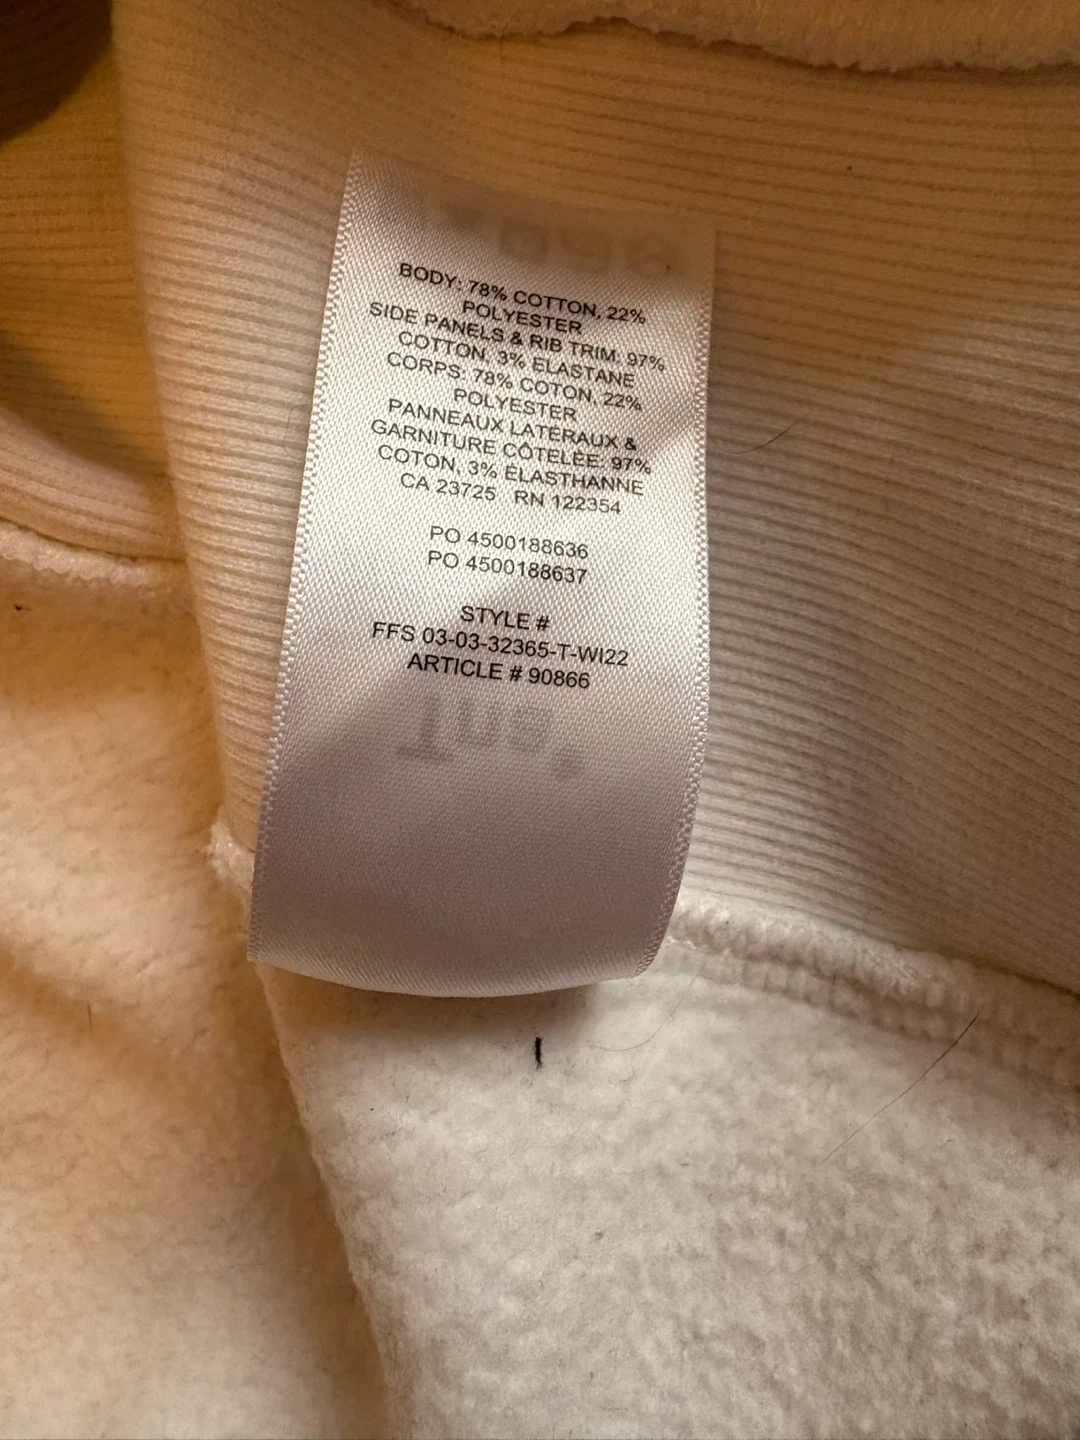 BODY: 78% COTTON, 22%
POLYESTER
SIDE PANELS & RIB TRIM: 97%
COTTON, 3% ELASTANE
CORPS: 78% COTON, 22%
POLYESTER
PANNEAUX LATÉRAUX &
GARNITURE CÔTELÉE: 97%
COTON, 3% ÉLASTHANNE
CA 23725 RN 122354
PO 4500188636
PO 4500188637
STYLE #
FFS 03-03-32365-T-WI22
ARTICLE # 90866